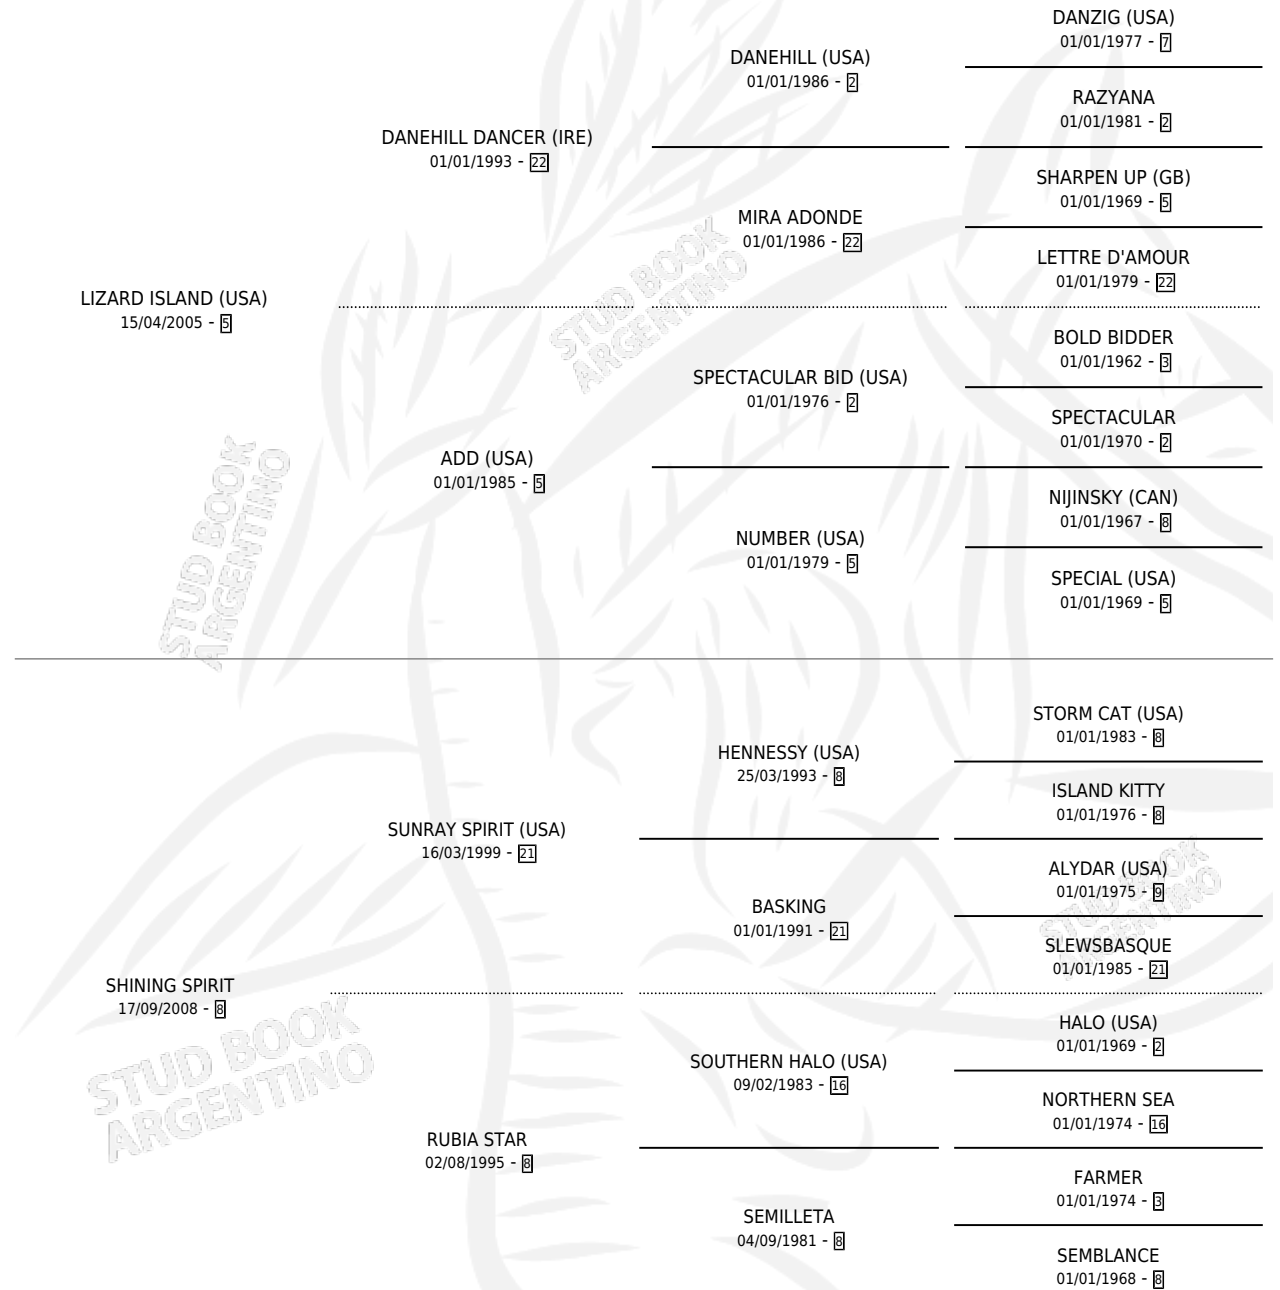 DANZIG (USA)
01/01/1977 - 7
DANEHILL (USA)
01/01/1986 - 2
RAZYANA
01/01/1981 - 2
DANEHILL DANCER (IRE)
01/01/1993 - 22
SHARPEN UP (GB)
01/01/1969 - 5
MIRA ADONDE
01/01/1986 - 22
LETTRE D'AMOUR
01/01/1979 - 22
LIZARD ISLAND (USA)
15/04/2005 - 5
STUD BOOK
ARGENTINO
BOLD BIDDER
01/01/1962 - 3
SPECTACULAR BID (USA)
01/01/1976 - 2
SPECTACULAR
01/01/1970 - 2
ADD (USA)
01/01/1985 - 5
NIJINSKY (CAN)
01/01/1967 - 8
NUMBER (USA)
01/01/1979 - 5
SPECIAL (USA)
01/01/1969 - 5
STUD BOOK
ARGENTINO
STORM CAT (USA)
01/01/1983 - 8
HENNESSY (USA)
25/03/1993 - 8
ISLAND KITTY
01/01/1976 - 8
SUNRAY SPIRIT (USA)
16/03/1999 - 21
ALYDAR (USA)
01/01/1975 - 9
BASKING
01/01/1991 - 21
STUD BOOK
ARGENTINO
SLEWSBASQUE
01/01/1985 - 21
SHINING SPIRIT
17/09/2008 - 8
HALO (USA)
01/01/1969 - 2
SOUTHERN HALO (USA)
09/02/1983 - 16
NORTHERN SEA
01/01/1974 - 16
STUD BOOK
ARGENTINO
RUBIA STAR
02/08/1995 - 8
FARMER
01/01/1974 - 3
SEMILLETA
04/09/1981 - 8
SEMBLANCE
01/01/1968 - 8